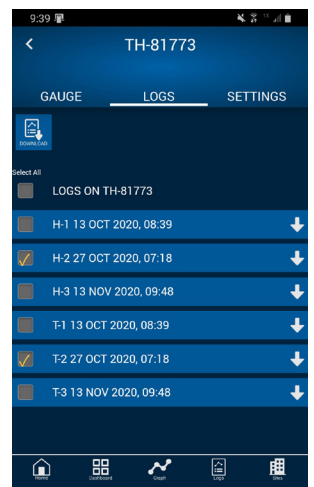 9:39
TH-81773
GAUGE LOGS SETTINGS
DOWNLOAD
Select All
LOGS ON TH-81773
H-1 13 OCT 2020, 08:39
H-2 27 OCT 2020, 07:18
H-3 13 NOV 2020, 09:48
T-1 13 OCT 2020, 08:39
T-2 27 OCT 2020, 07:18
T-3 13 NOV 2020, 09:48
Home Dashboard Graph Logs Sites